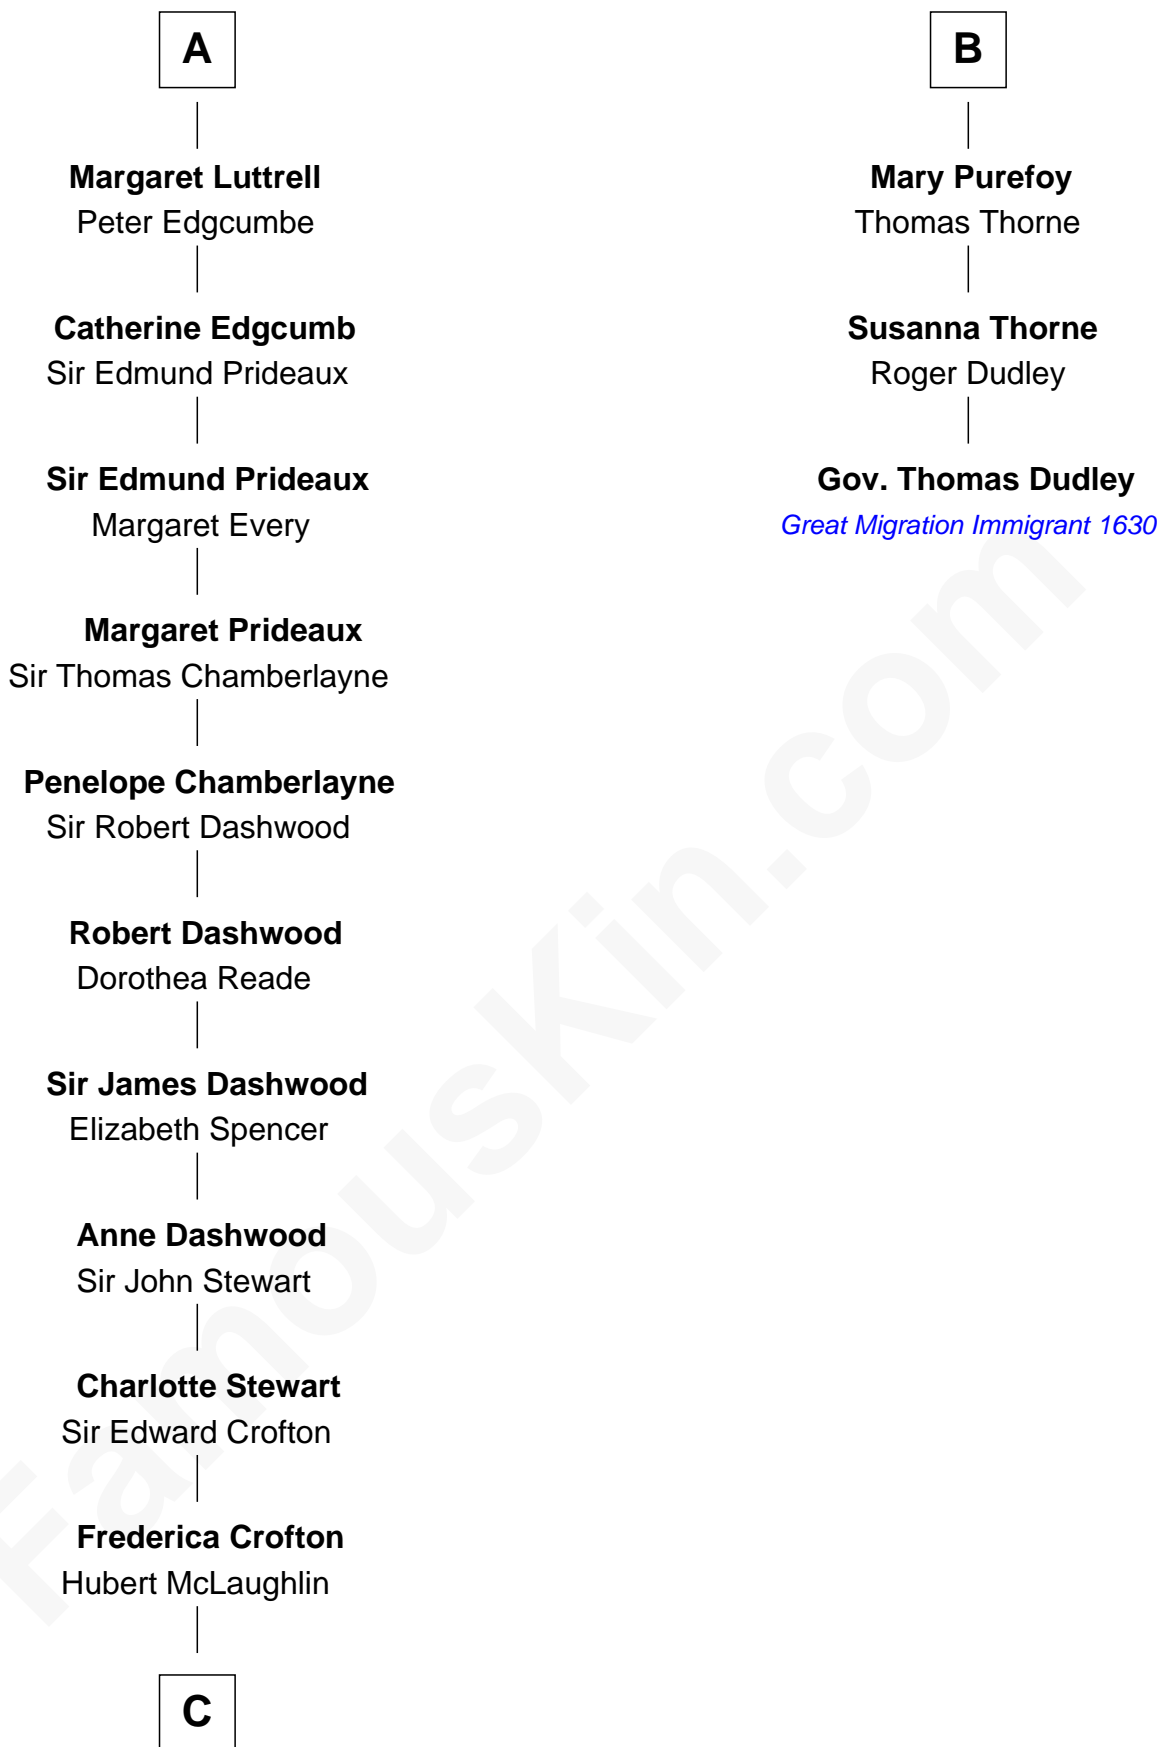 A
Margaret Luttrell
Peter Edgcumbe
Catherine Edgcumb
Sir Edmund Prideaux
Sir Edmund Prideaux
Margaret Every
Margaret Prideaux
Sir Thomas Chamberlayne
Penelope Chamberlayne
Sir Robert Dashwood
Robert Dashwood
Dorothea Reade
Sir James Dashwood
Elizabeth Spencer
Anne Dashwood
Sir John Stewart
Charlotte Stewart
Sir Edward Crofton
Frederica Crofton
Hubert McLaughlin
C
B
Mary Purefoy
Thomas Thorne
Susanna Thorne
Roger Dudley
Gov. Thomas Dudley
Great Migration Immigrant 1630
FamousKin.com